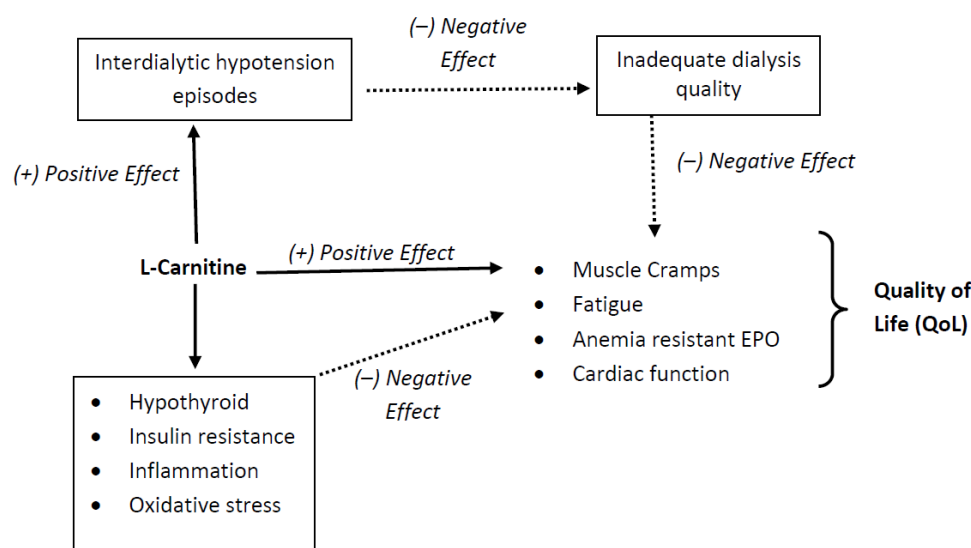 (–) Negative
Effect
Interdialytic hypotension
episodes
Inadequate dialysis
quality
(+) Positive Effect
(–) Negative Effect
L-Carnitine
(+) Positive Effect
• Muscle Cramps
• Fatigue
• Anemia resistant EPO
• Cardiac function
Quality of
Life (QoL)
(–) Negative
Effect
• Hypothyroid
• Insulin resistance
• Inflammation
• Oxidative stress